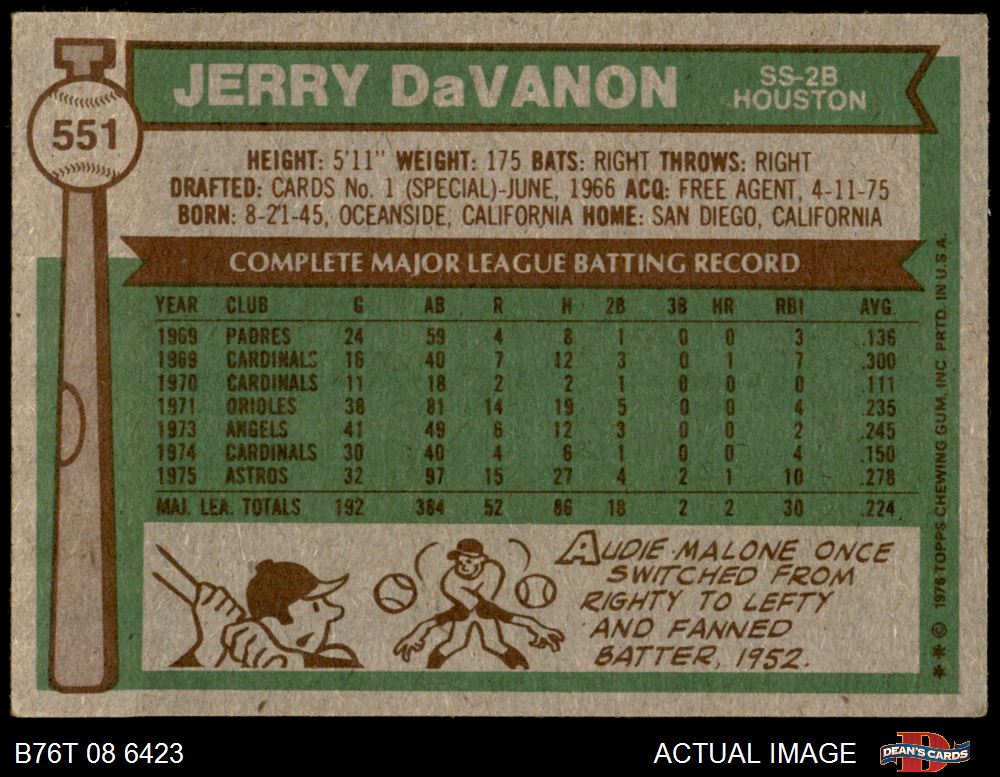 JERRY DaVANON
SS-2B
HOUSTON
551
HEIGHT: 5'11" WEIGHT: 175 BATS: RIGHT THROWS: RIGHT
DRAFTED: CARDS No. 1 (SPECIAL)-JUNE, 1966 ACQ: FREE AGENT, 4-11-75
BORN: 8-21-45, OCEANSIDE, CALIFORNIA HOME: SAN DIEGO, CALIFORNIA
COMPLETE MAJOR LEAGUE BATTING RECORD
YEAR CLUB G AB R H 2B 3B HR RBI AVG.
1969 PADRES 24 59 4 8 1 0 0 3 .136
1969 CARDINALS 16 40 7 12 3 0 1 7 .300
1970 CARDINALS 11 18 2 2 1 0 0 0 .111
1971 ORIOLES 38 81 14 19 5 0 0 4 .235
1973 ANGELS 41 49 6 12 3 0 0 2 .245
1974 CARDINALS 30 40 4 6 1 0 0 4 .150
1975 ASTROS 32 97 15 27 4 2 1 10 .278
MAJ. LEA. TOTALS 192 384 52 86 18 2 2 30 .224
AUDIE MALONE ONCE
SWITCHED FROM
RIGHTY TO LEFTY
AND FANNED
BATTER, 1952.
** © 1976 TOPPS CHEWING GUM, INC. PRTD. IN U.S.A.
B76T 08 6423
ACTUAL IMAGE
DEAN'S CARDS